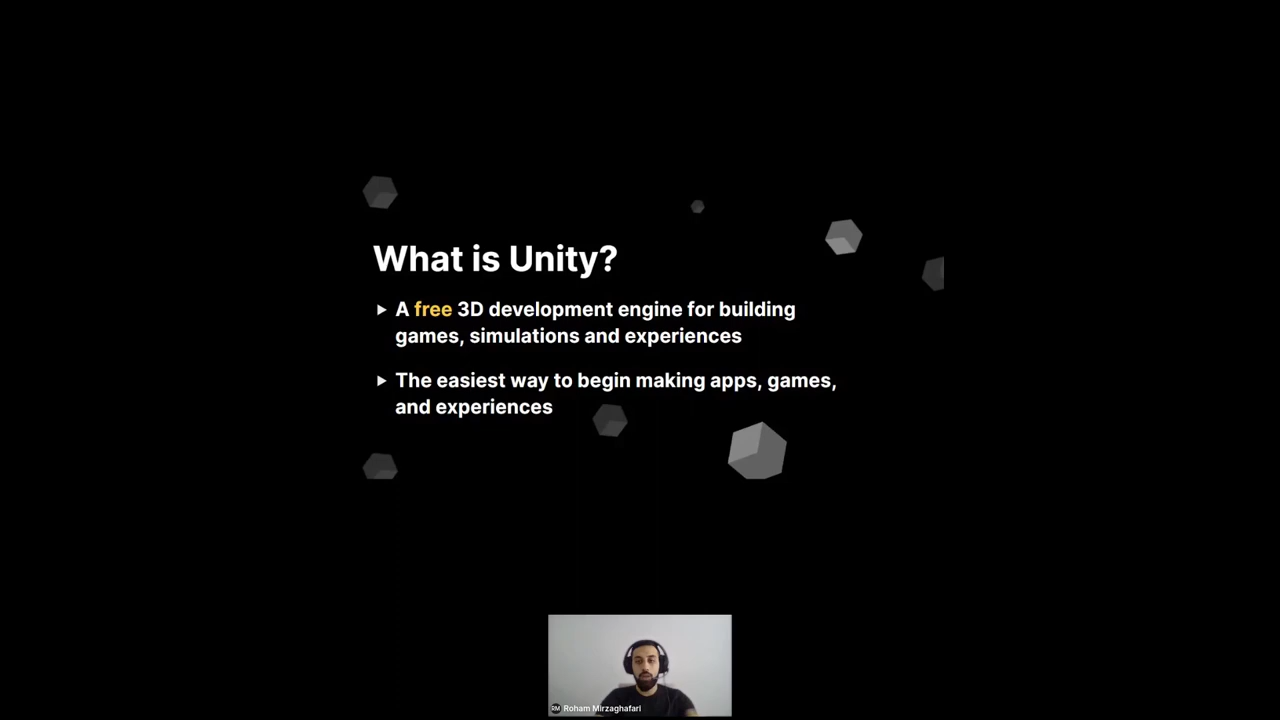 What is Unity?
A free 3D development engine for building
games, simulations and experiences
The easiest way to begin making apps, games,
and experiences
RM Roham Mirzaghafari